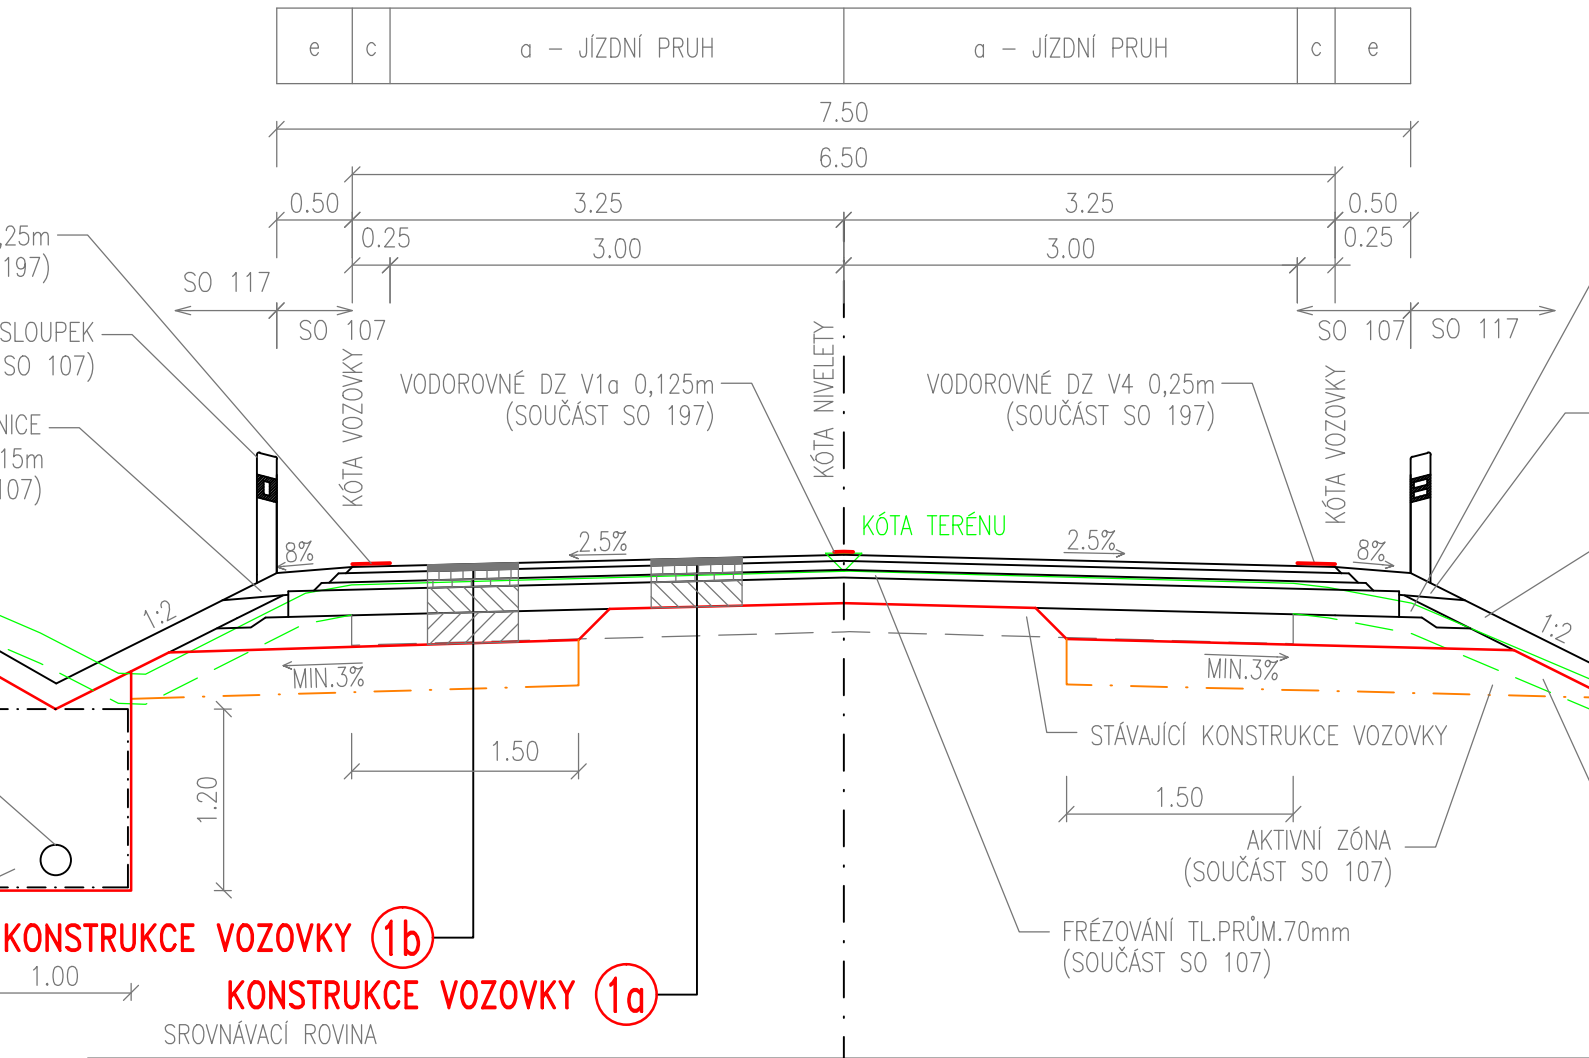 e c a - JÍZDNÍ PRUH a - JÍZDNÍ PRUH c e
7.50
6.50
0.50 3.25 3.25 0.50
0.25 3.00 3.00 0.25
,25m
197)
SO 117 SO 107
SO 107 SO 117
SLOUPEK
SO 107)
NICE
15m
107)
KÓTA VOZOVKY
VODOROVNÉ DZ V1a 0,125m
(SOUČÁST SO 197)
KÓTA NIVELETY
VODOROVNÉ DZ V4 0,25m
(SOUČÁST SO 197)
KÓTA VOZOVKY
KÓTA TERÉNU
8% 2.5% 2.5% 8%
1:2 1:2
MIN.3% MIN.3%
1.50
STÁVAJÍCÍ KONSTRUKCE VOZOVKY
1.50
1.20
AKTIVNÍ ZÓNA
(SOUČÁST SO 107)
FRÉZOVÁNÍ TL.PRŮM.70mm
(SOUČÁST SO 107)
KONSTRUKCE VOZOVKY 1b
1.00
KONSTRUKCE VOZOVKY 1a
SROVNÁVACÍ ROVINA